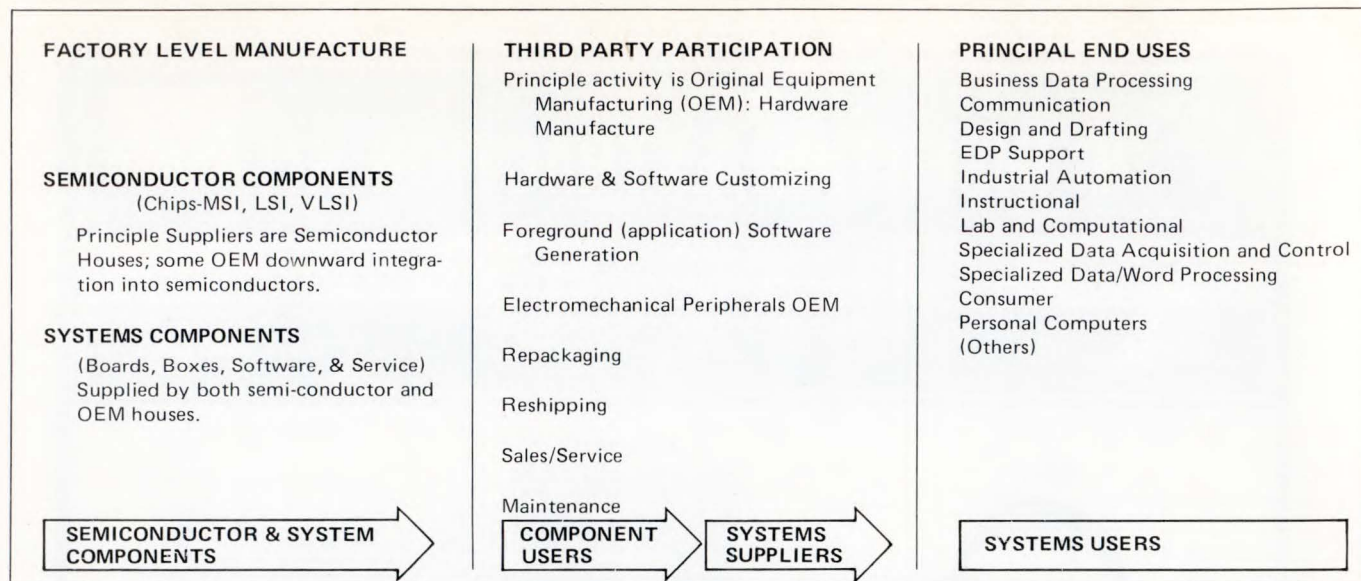 FACTORY LEVEL MANUFACTURE
SEMICONDUCTOR COMPONENTS
(Chips-MSI, LSI, VLSI)
Principle Suppliers are Semiconductor
Houses; some OEM downward integra-
tion into semiconductors.
SYSTEMS COMPONENTS
(Boards, Boxes, Software, & Service)
Supplied by both semi-conductor and
OEM houses.
SEMICONDUCTOR & SYSTEM
COMPONENTS
THIRD PARTY PARTICIPATION
Principle activity is Original Equipment
Manufacturing (OEM): Hardware
Manufacture
Hardware & Software Customizing
Foreground (application) Software
Generation
Electromechanical Peripherals OEM
Repackaging
Reshipping
Sales/Service
Maintenance
COMPONENT
USERS
SYSTEMS
SUPPLIERS
PRINCIPAL END USES
Business Data Processing
Communication
Design and Drafting
EDP Support
Industrial Automation
Instructional
Lab and Computational
Specialized Data Acquisition and Control
Specialized Data/Word Processing
Consumer
Personal Computers
(Others)
SYSTEMS USERS